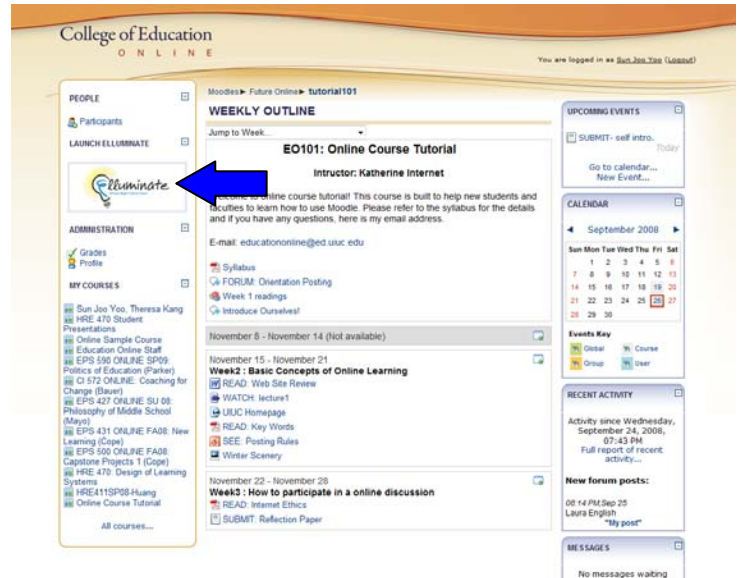 College of Education
ONLINE
You are logged in as Sun Joo Yoo (Logout)
PEOPLE
Participants
LAUNCH ELLUMINATE
Elluminate
ADMINISTRATION
Grades
Profile
MY COURSES
Sun Joo Yoo, Theresa Kang
HRE 470 Student
Presentations
Online Sample Course
Education Online Staff
EPS 590 ONLINE SP09:
Politics of Education (Parker)
CI 572 ONLINE: Coaching for
Change (Bauer)
EPS 427 ONLINE SU 08:
Philosophy of Middle School
(Mayo)
EPS 431 ONLINE FA08: New
Learning (Cope)
EPS 500 ONLINE FA08:
Capstone Projects 1 (Cope)
HRE 470: Design of Learning
Systems
HRE411SP08-Huang
Online Course Tutorial
All courses...
Moodles► Future Online► tutorial101
WEEKLY OUTLINE
Jump to Week...
EO101: Online Course Tutorial
Intructor: Katherine Internet
online course tutorial! This course is built to help new students and
faculties to learn how to use Moodle. Please refer to the syllabus for the details
and if you have any questions, here is my email address.
E-mail: educationonline@ed.uiuc.edu
Syllabus
FORUM: Orientation Posting
Week 1 readings
Introduce Ourselves!
November 8 - November 14 (Not available)
November 15 - November 21
Week2 : Basic Concepts of Online Learning
READ: Web Site Review
WATCH: lecture1
UIUC Homepage
READ: Key Words
SEE: Posting Rules
Winter Scenery
November 22 - November 28
Week3 : How to participate in a online discussion
READ: Internet Ethics
SUBMIT: Reflection Paper
UPCOMING EVENTS
SUBMIT- self intro.
Today
Go to calendar...
New Event...
CALENDAR
◄ September 2008 ►
Sun Mon Tue Wed Thu Fri Sat
1 2 3 4 5 6
7 8 9 10 11 12 13
14 15 16 17 18 19 20
21 22 23 24 25 26 27
28 29 30
Events Key
Global Course
Group User
RECENT ACTIVITY
Activity since Wednesday,
September 24, 2008,
07:43 PM
Full report of recent
activity...
New forum posts:
08:14 PM,Sep 25
Laura English
"My post"
MESSAGES
No messages waiting